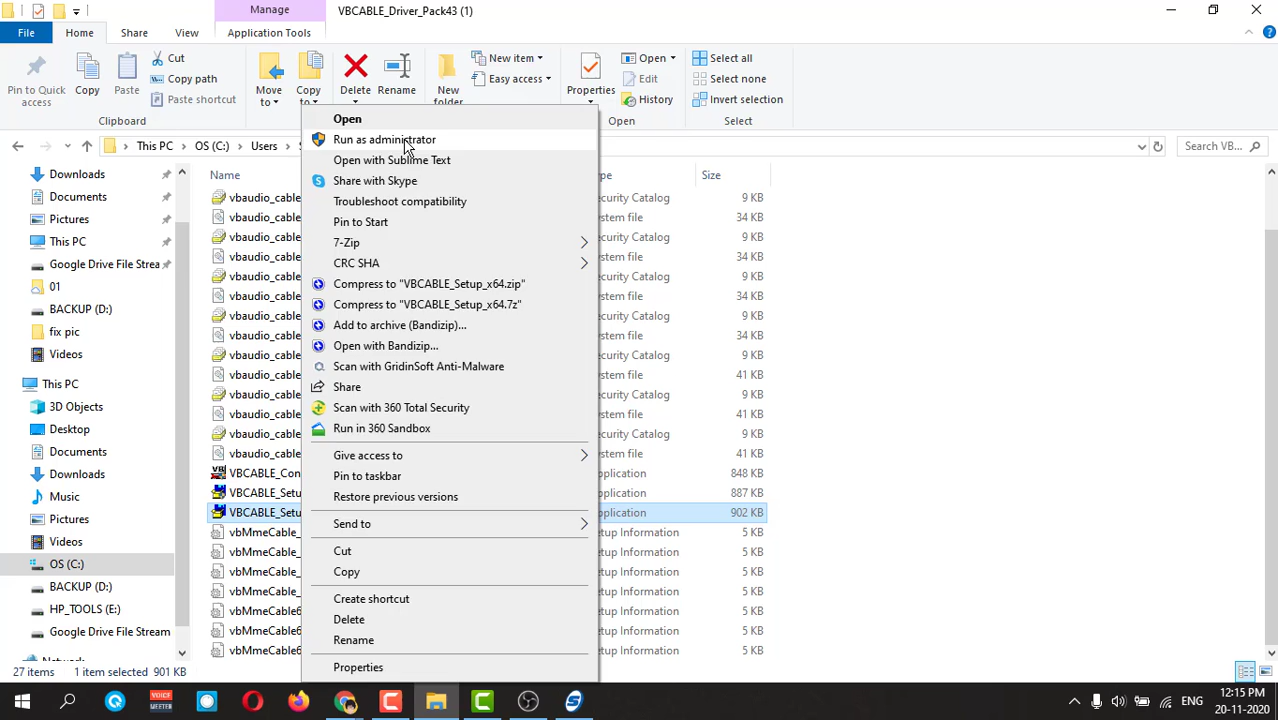 Manage
VBCABLE_Driver_Pack43 (1)
File
Home
Share
View
Application Tools
Pin to Quick access
Copy
Paste
Cut
Copy path
Paste shortcut
Clipboard
Move to
Copy to
Delete
Rename
New folder
New item
Easy access
Properties
Open
Edit
History
Open
Select all
Select none
Invert selection
Select
This PC
OS (C:)
Users
Search VB...
Name
Size
Downloads
Documents
Pictures
This PC
Google Drive File Strea
01
BACKUP (D:)
fix pic
Videos
This PC
3D Objects
Desktop
Documents
Downloads
Music
Pictures
Videos
OS (C:)
BACKUP (D:)
HP_TOOLS (E:)
Google Drive File Stream
Network
vbaudio_cable
vbaudio_cable
vbaudio_cable
vbaudio_cable
vbaudio_cable
vbaudio_cable
vbaudio_cable
vbaudio_cable
vbaudio_cable
vbaudio_cable
vbaudio_cable
vbaudio_cable
vbaudio_cable
vbaudio_cable
VBCABLE_Con
VBCABLE_Setu
VBCABLE_Setu
vbMmeCable_
vbMmeCable_
vbMmeCable_
vbMmeCable_
vbMmeCable6
vbMmeCable6
vbMmeCable6
Open
Run as administrator
Open with Sublime Text
Share with Skype
Troubleshoot compatibility
Pin to Start
7-Zip
CRC SHA
Compress to "VBCABLE_Setup_x64.zip"
Compress to "VBCABLE_Setup_x64.7z"
Add to archive (Bandizip)...
Open with Bandizip...
Scan with GridinSoft Anti-Malware
Share
Scan with 360 Total Security
Run in 360 Sandbox
Give access to
Pin to taskbar
Restore previous versions
Send to
Cut
Copy
Create shortcut
Delete
Rename
Properties
ype
ecurity Catalog 9 KB
ystem file 34 KB
ecurity Catalog 9 KB
ystem file 34 KB
ecurity Catalog 9 KB
ystem file 34 KB
ecurity Catalog 9 KB
ystem file 34 KB
ecurity Catalog 9 KB
ystem file 41 KB
ecurity Catalog 9 KB
ystem file 41 KB
ecurity Catalog 9 KB
ystem file 41 KB
pplication 848 KB
pplication 887 KB
pplication 902 KB
etup Information 5 KB
etup Information 5 KB
etup Information 5 KB
etup Information 5 KB
etup Information 5 KB
etup Information 5 KB
etup Information 5 KB
27 items
1 item selected 901 KB
VOICE MEETER
ENG
12:15 PM
20-11-2020